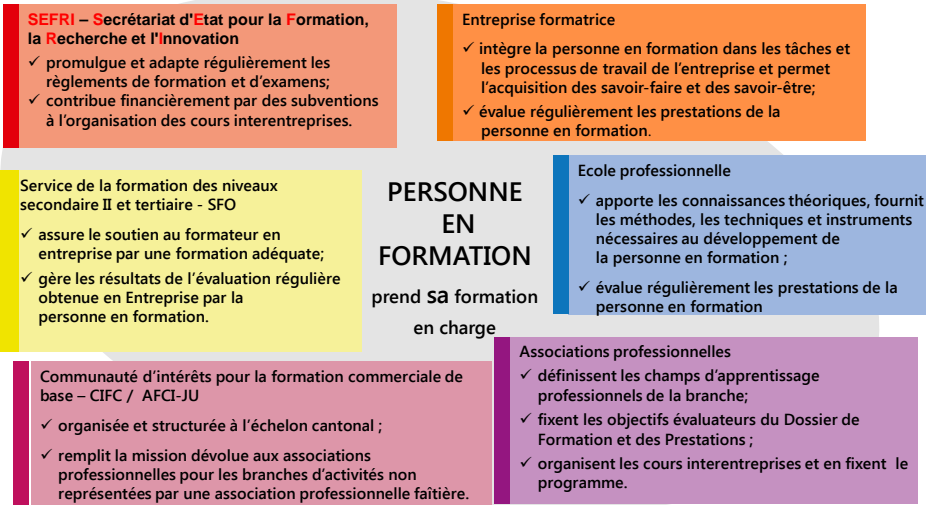 SEFRI – Secrétariat d'Etat pour la Formation,
la Recherche et l'Innovation
✓ promulgue et adapte régulièrement les
règlements de formation et d'examens;
✓ contribue financièrement par des subventions
à l'organisation des cours interentreprises.
Entreprise formatrice
✓ intègre la personne en formation dans les tâches et
les processus de travail de l'entreprise et permet
l'acquisition des savoir-faire et des savoir-être;
✓ évalue régulièrement les prestations de la
personne en formation.
Service de la formation des niveaux
secondaire II et tertiaire - SFO
✓ assure le soutien au formateur en
entreprise par une formation adéquate;
✓ gère les résultats de l'évaluation régulière
obtenue en Entreprise par la
personne en formation.
PERSONNE
EN
FORMATION
prend sa formation
en charge
Ecole professionnelle
✓ apporte les connaissances théoriques, fournit
les méthodes, les techniques et instruments
nécessaires au développement de
la personne en formation ;
✓ évalue régulièrement les prestations de la
personne en formation
Communauté d'intérêts pour la formation commerciale de
base – CIFC / AFCI-JU
✓ organisée et structurée à l'échelon cantonal ;
✓ remplit la mission dévolue aux associations
professionnelles pour les branches d'activités non
représentées par une association professionnelle faîtière.
Associations professionnelles
✓ définissent les champs d'apprentissage
professionnels de la branche;
✓ fixent les objectifs évaluateurs du Dossier de
Formation et des Prestations ;
✓ organisent les cours interentreprises et en fixent le
programme.